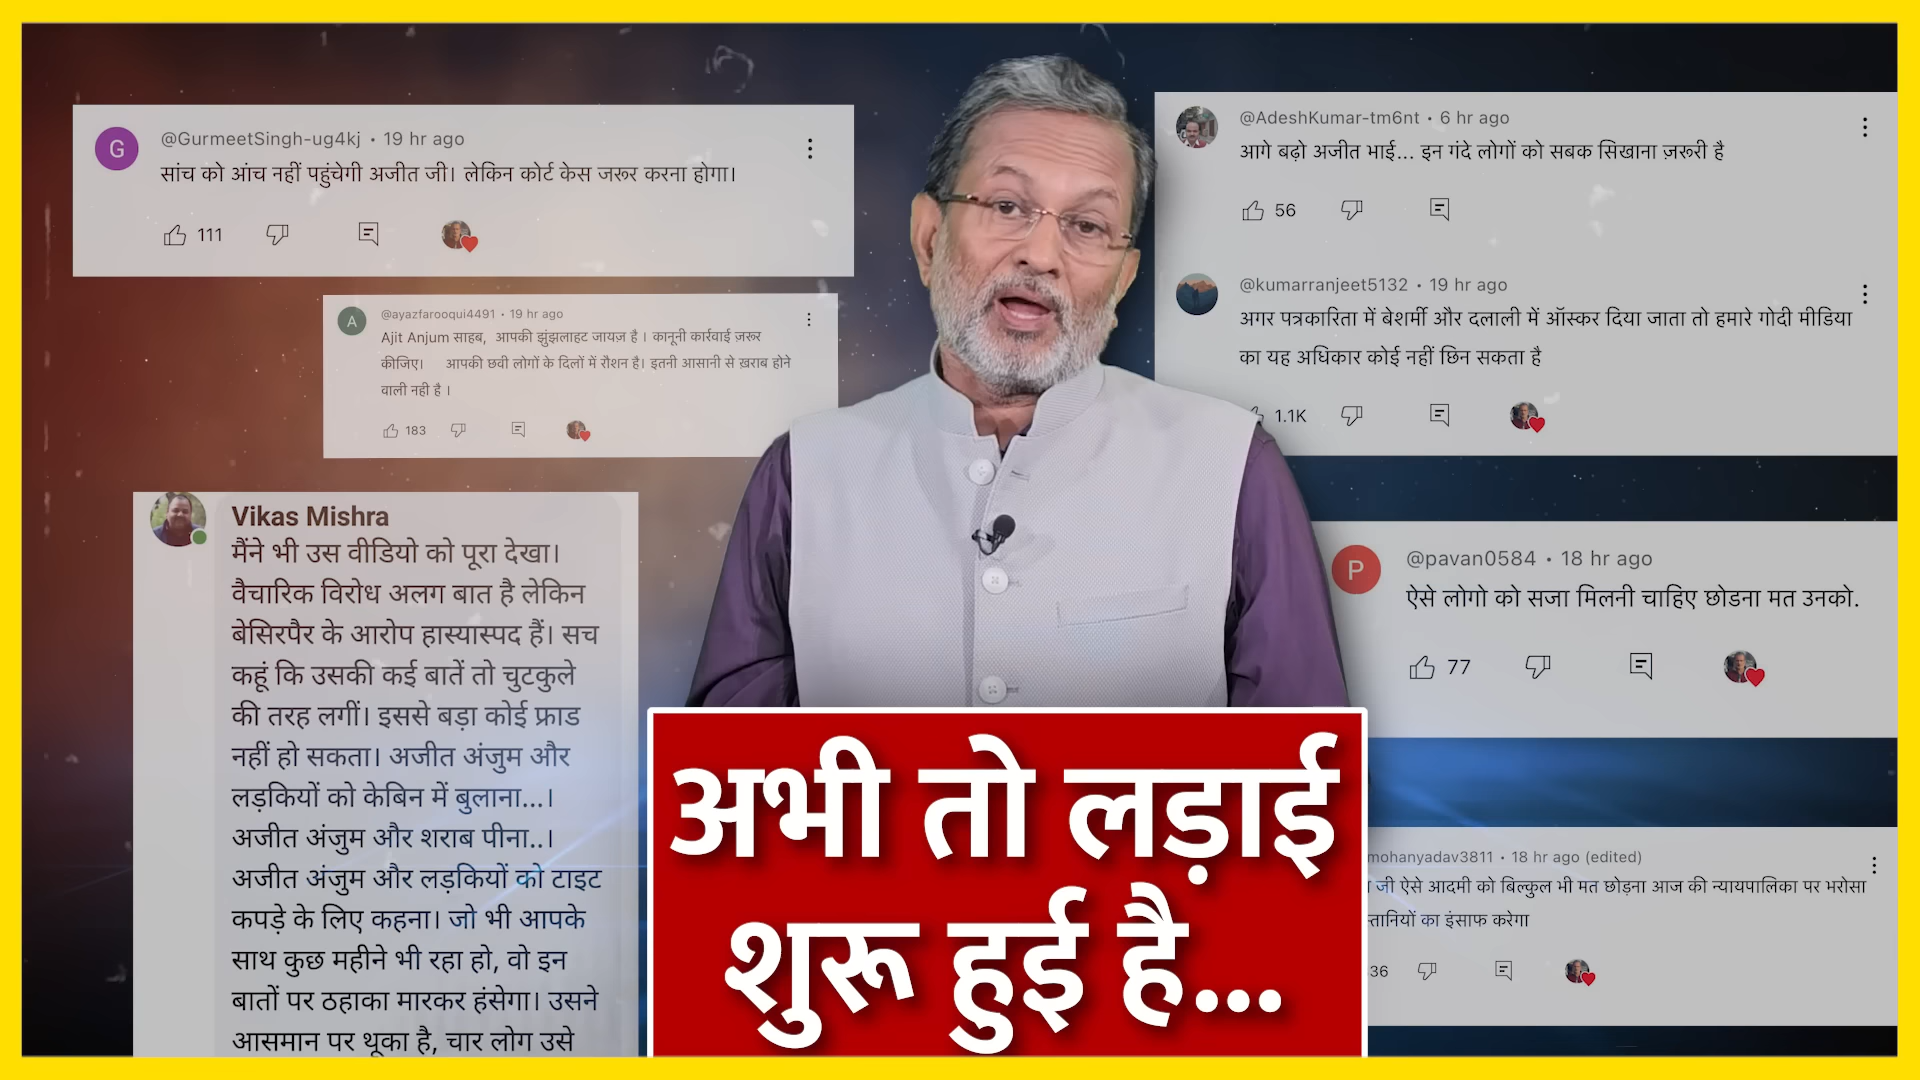 G
@GurmeetSingh-ug4kj • 19 hr ago
सांच को आंच नहीं पहुंचेगी अजीत जी। लेकिन कोर्ट केस जरूर करना होगा।
111
A
@ayazfarooqui4491 • 19 hr ago
Ajit Anjum साहब, आपकी झुंझलाहट जायज़ है । कानूनी कार्रवाई ज़रूर
कीजिए। आपकी छवी लोगों के दिलों में रौशन है। इतनी आसानी से ख़राब होने
वाली नही है ।
183
Vikas Mishra
मैंने भी उस वीडियो को पूरा देखा।
वैचारिक विरोध अलग बात है लेकिन
बेसिरपैर के आरोप हास्यास्पद हैं। सच
कहूं कि उसकी कई बातें तो चुटकुले
की तरह लगीं। इससे बड़ा कोई फ्राड
नहीं हो सकता। अजीत अंजुम और
लड़कियों को केबिन में बुलाना...।
अजीत अंजुम और शराब पीना..।
अजीत अंजुम और लड़कियों को टाइट
कपड़े के लिए कहना। जो भी आपके
साथ कुछ महीने भी रहा हो, वो इन
बातों पर ठहाका मारकर हंसेगा। उसने
आसमान पर थूका है, चार लोग उसे
@AdeshKumar-tm6nt • 6 hr ago
आगे बढ़ो अजीत भाई... इन गंदे लोगों को सबक सिखाना ज़रूरी है
56
@kumarranjeet5132 • 19 hr ago
अगर पत्रकारिता में बेशर्मी और दलाली में ऑस्कर दिया जाता तो हमारे गोदी मीडिया
का यह अधिकार कोई नहीं छिन सकता है
1.1K
P
@pavan0584 • 18 hr ago
ऐसे लोगो को सजा मिलनी चाहिए छोडना मत उनको.
77
mohanyadav3811 • 18 hr ago (edited)
जी ऐसे आदमी को बिल्कुल भी मत छोड़ना आज की न्यायपालिका पर भरोसा
स्तानियों का इंसाफ करेगा
36
अभी तो लड़ाई
शुरू हुई है...